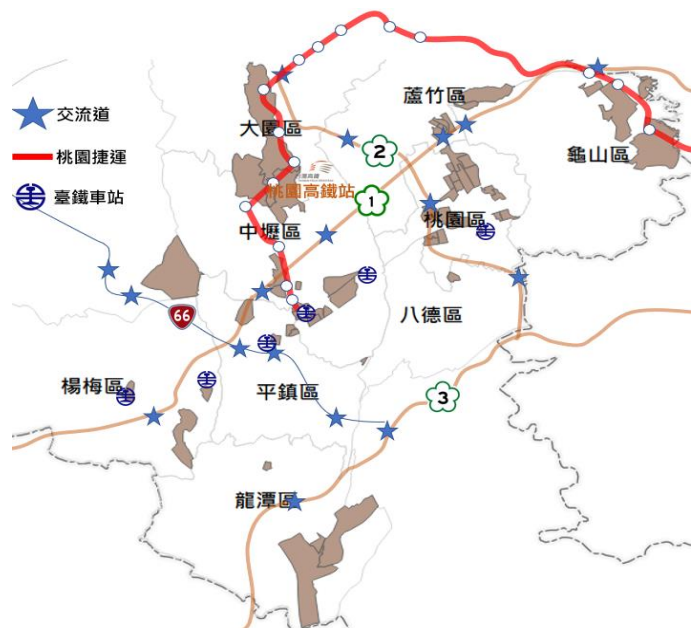 交流道
桃園捷運
臺鐵車站
蘆竹區
大園區
2
龜山區
桃園高鐵站
1
桃園區
中壢區
66
八德區
楊梅區
平鎮區
3
龍潭區